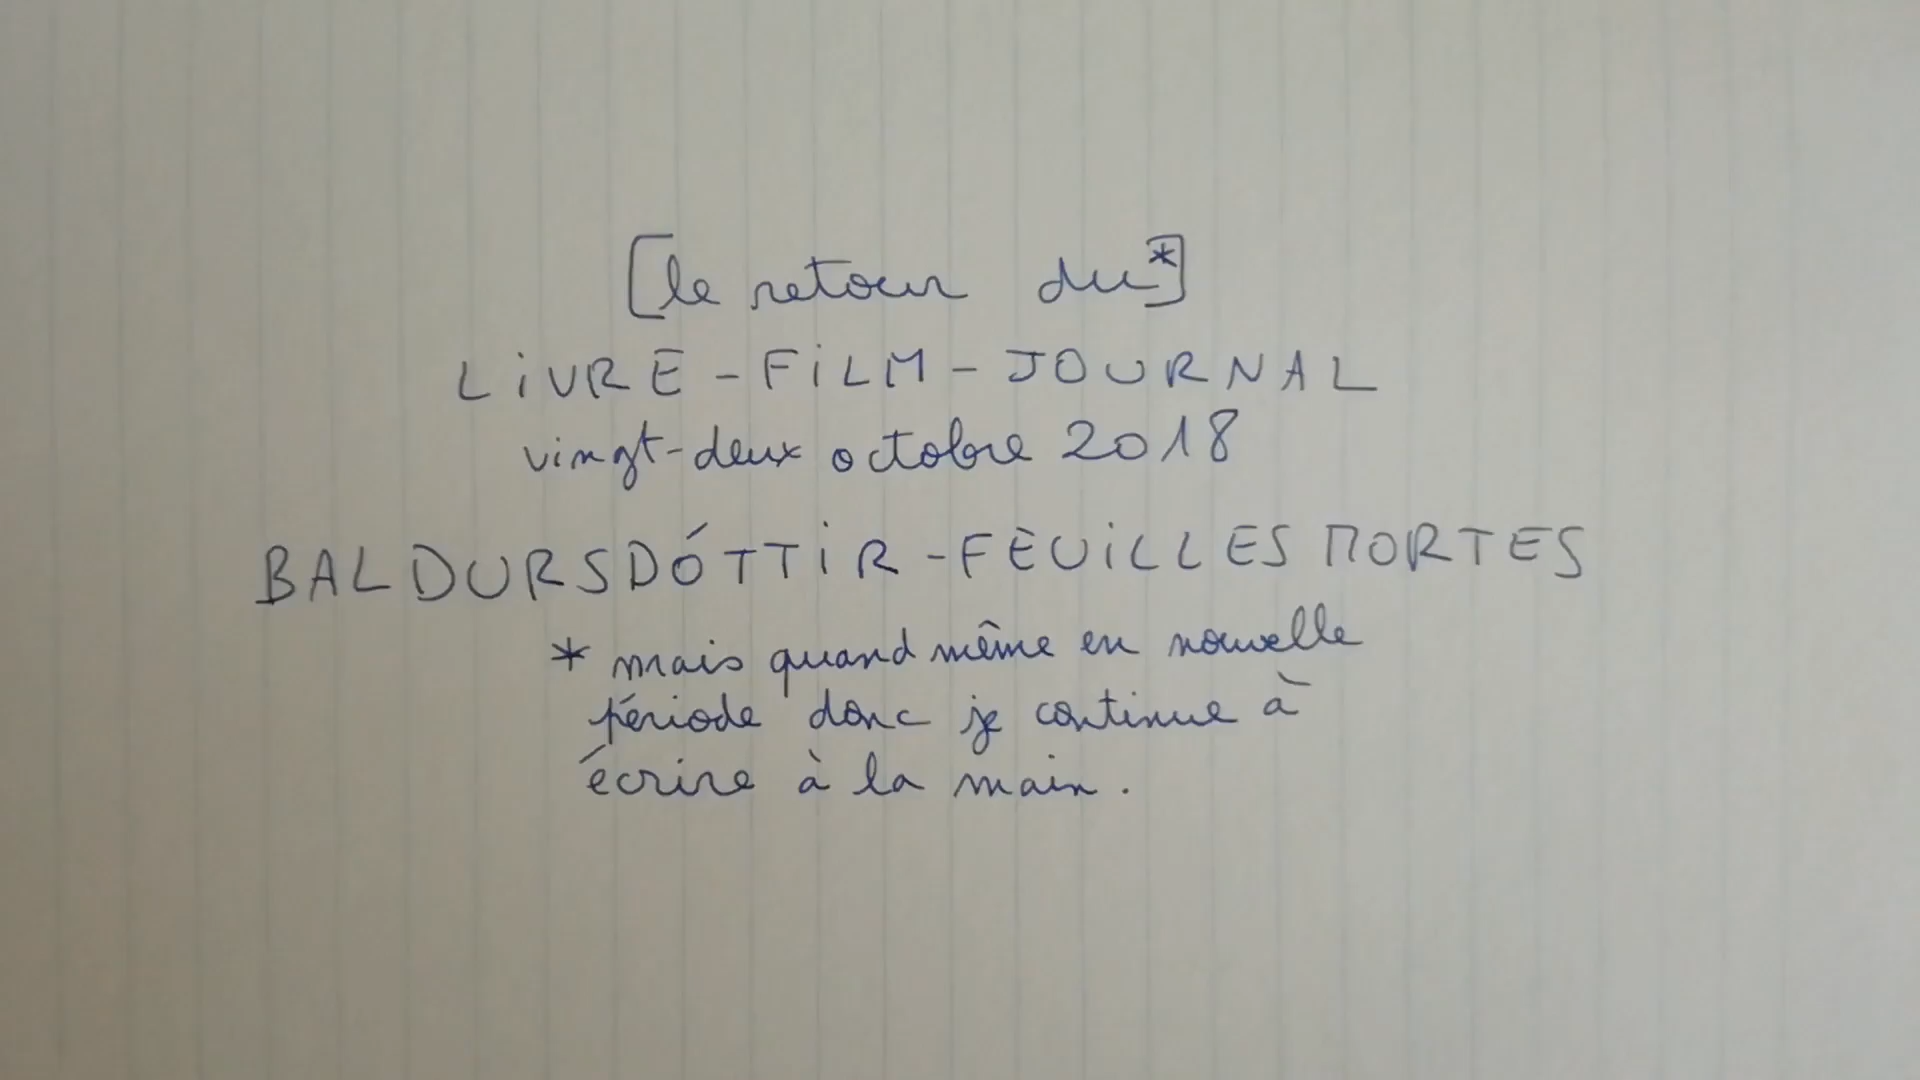 [le retour du*]
LiVRE-FiLM-JOURNAL
vingt-deux octobre 2018
BALDURSDÓTTiR-FEUiLLES MORTES
* mais quand même en nouvelle
période donc je continue à
écrire à la main.